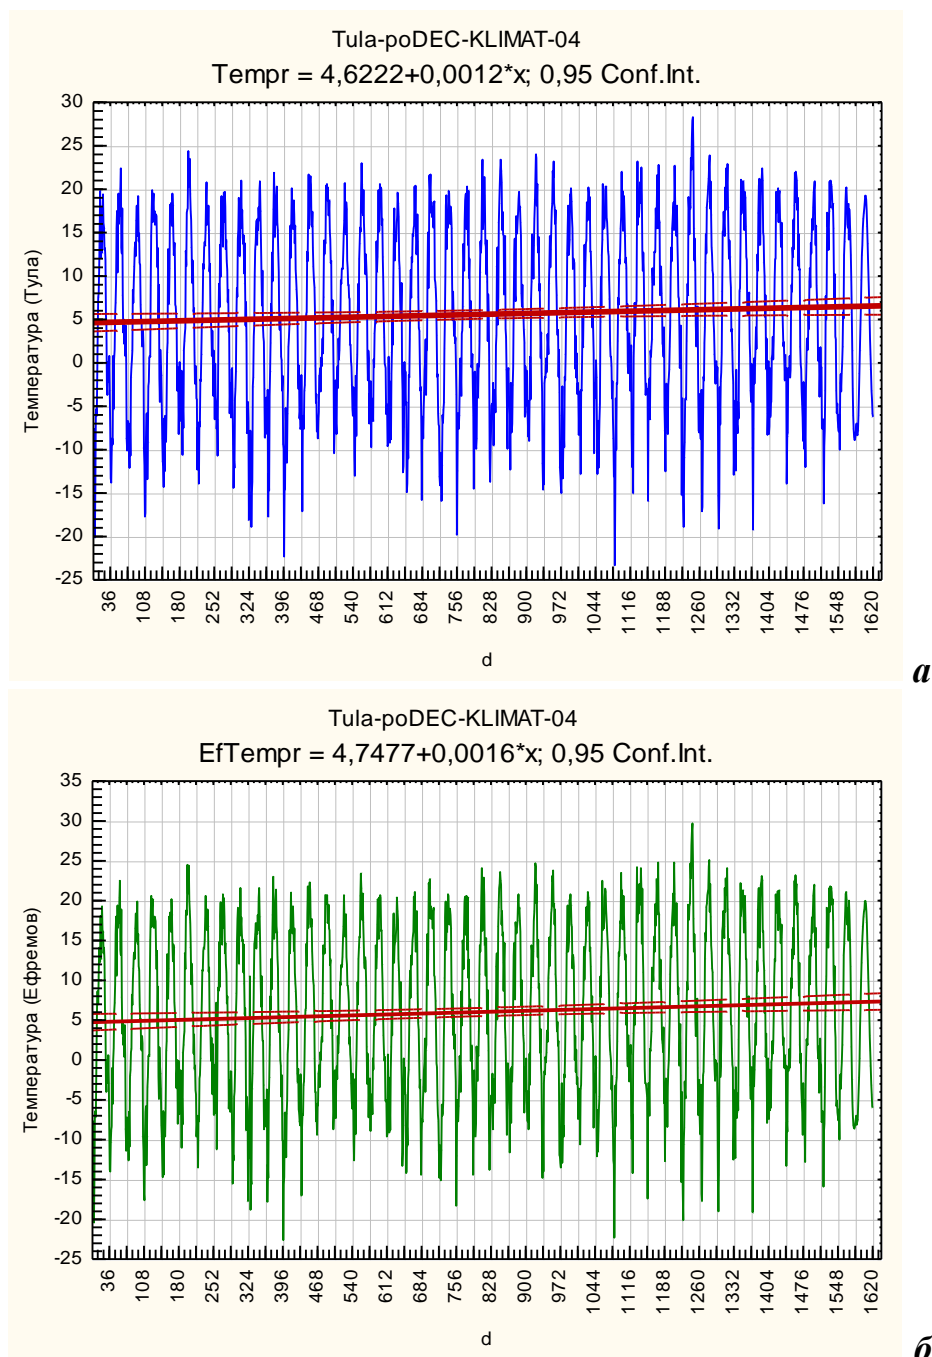 Tula-poDEC-KLIMAT-04
Tempr = 4,6222+0,0012*x; 0,95 Conf.Int.
30
25
20
15
10
5
0
-5
-10
-15
-20
-25
Температура (Тула)
36 108 180 252 324 396 468 540 612 684 756 828 900 972 1044 1116 1188 1260 1332 1404 1476 1548 1620
d
а
Tula-poDEC-KLIMAT-04
EfTempr = 4,7477+0,0016*x; 0,95 Conf.Int.
35
30
25
20
15
10
5
0
-5
-10
-15
-20
-25
Температура (Ефремов)
36 108 180 252 324 396 468 540 612 684 756 828 900 972 1044 1116 1188 1260 1332 1404 1476 1548 1620
d
б